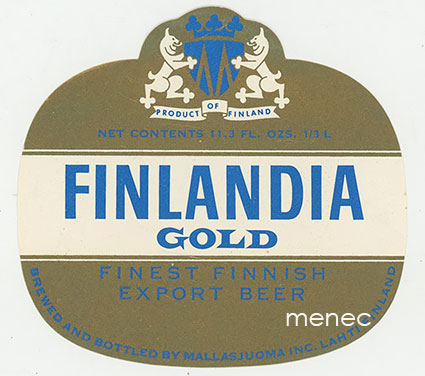 PRODUCT OF FINLAND
NET CONTENTS 11.3 FL. OZS. 1/3 L
FINLANDIA
GOLD
FINEST FINNISH
EXPORT BEER
menec
BREWED AND BOTTLED BY MALLASJUOMA INC. LAHTI FINLAND